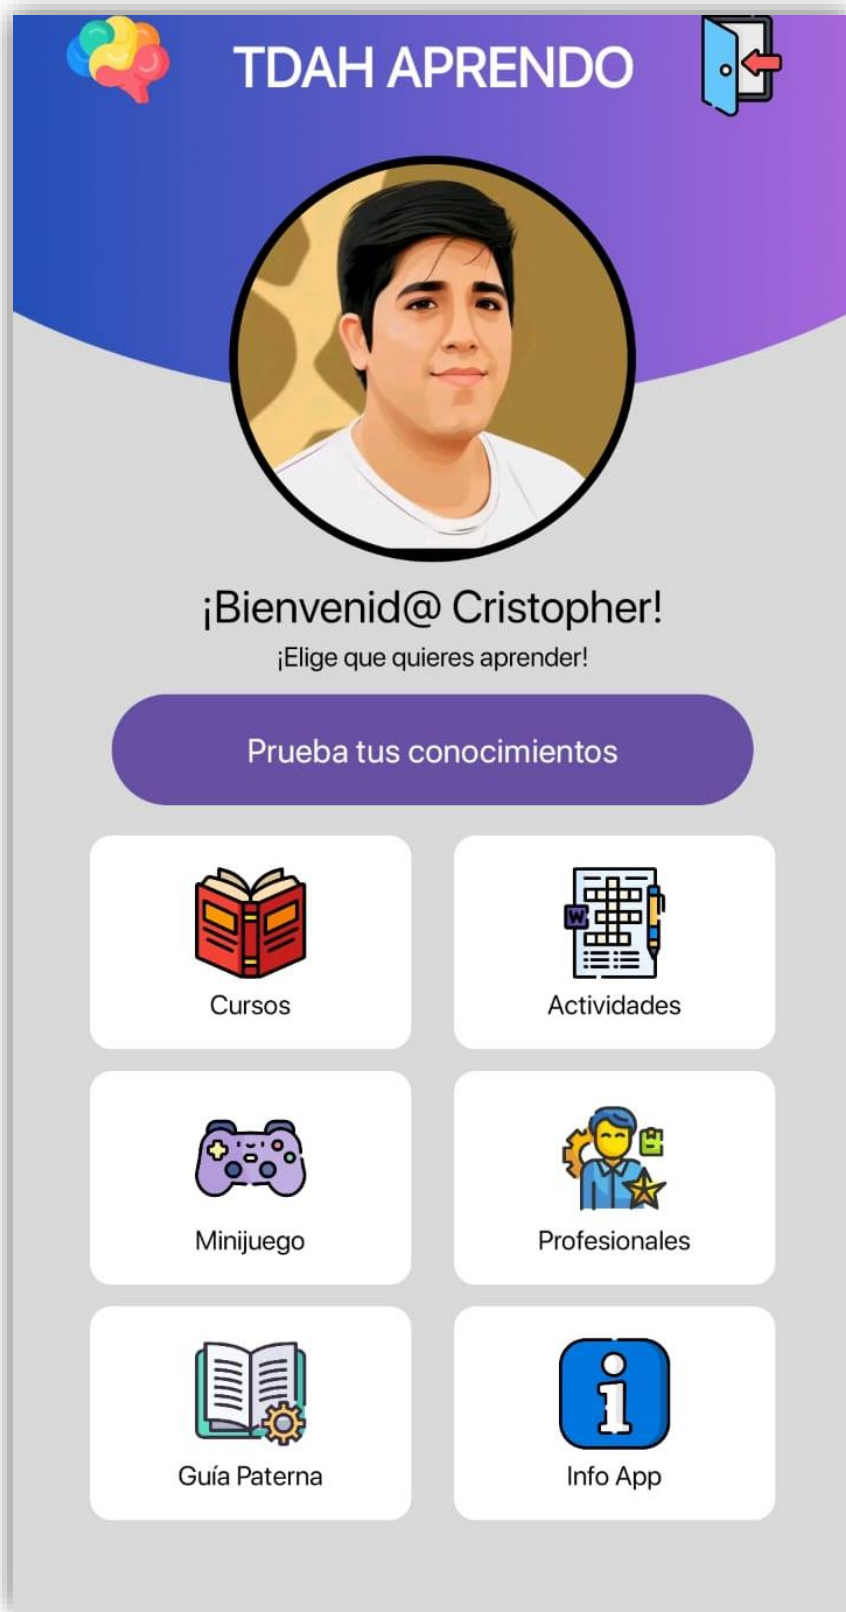 TDAH APRENDO
¡Bienvenid@ Cristopher!
¡Elige que quieres aprender!
Prueba tus conocimientos
W
Cursos
Actividades
Minijuego
Profesionales
Guía Paterna
Info App